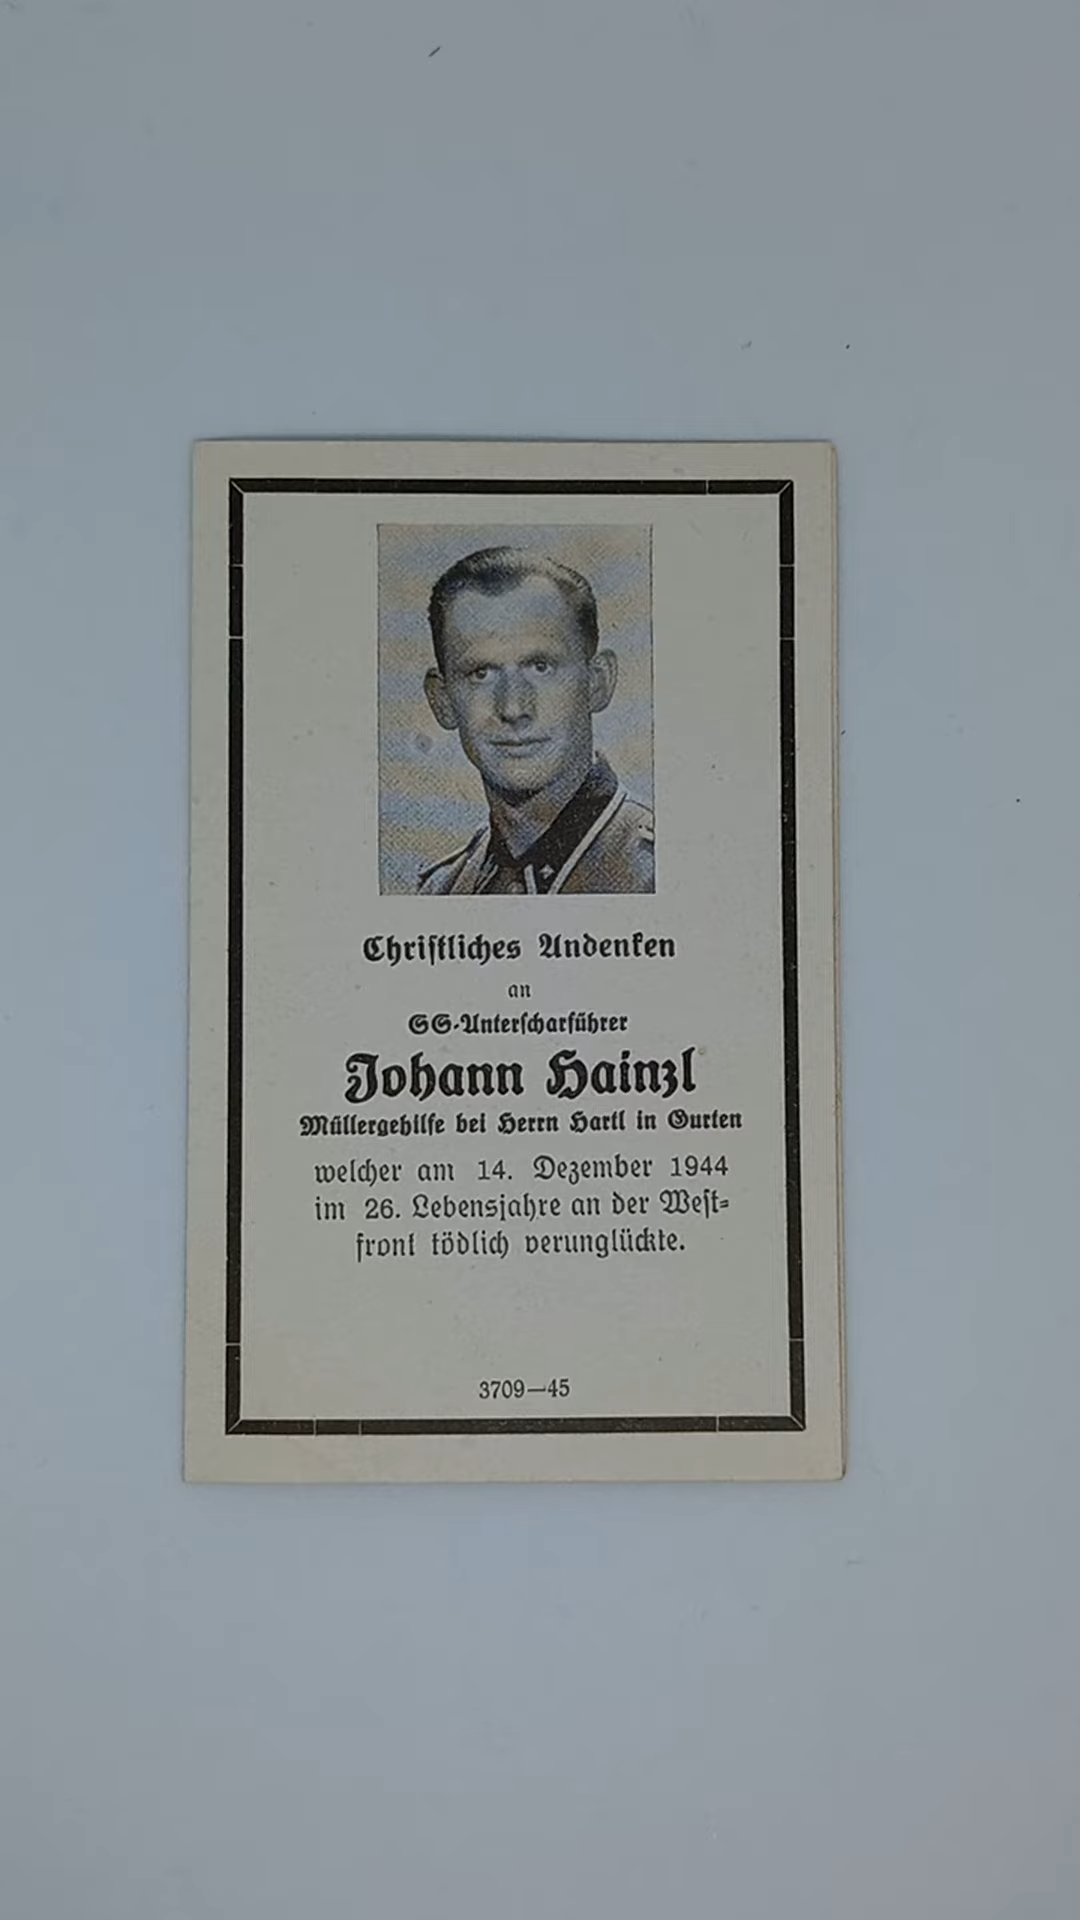 Christliches Andenken
an
SS-Unterscharführer
Johann Hainzl
Müllergehilfe bei Herrn Hartl in Gurten
welcher am 14. Dezember 1944
im 26. Lebensjahre an der West-
front tödlich verunglückte.
3709—45